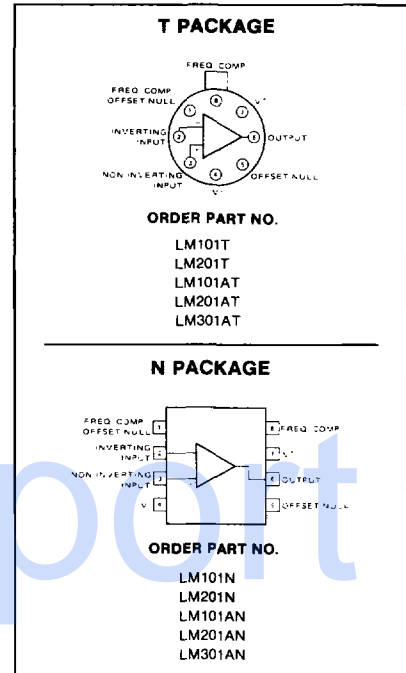 T PACKAGE
FREQ COMP
FREQ COMP
OFFSET NULL
8
V+
1
7
INVERTING
INPUT
2
6
OUTPUT
NON INVERTING
INPUT
3
5
OFFSET NULL
4
ORDER PART NO.
LM101T
LM201T
LM101AT
LM201AT
LM301AT
N PACKAGE
FREQ COMP
OFFSET NULL
1
8
FREQ COMP
INVERTING
INPUT
2
7
V+
NON INVERTING
INPUT
3
6
OUTPUT
V
4
5
OFFSET NULL
ORDER PART NO.
LM101N
LM201N
LM101AN
LM201AN
LM301AN
port